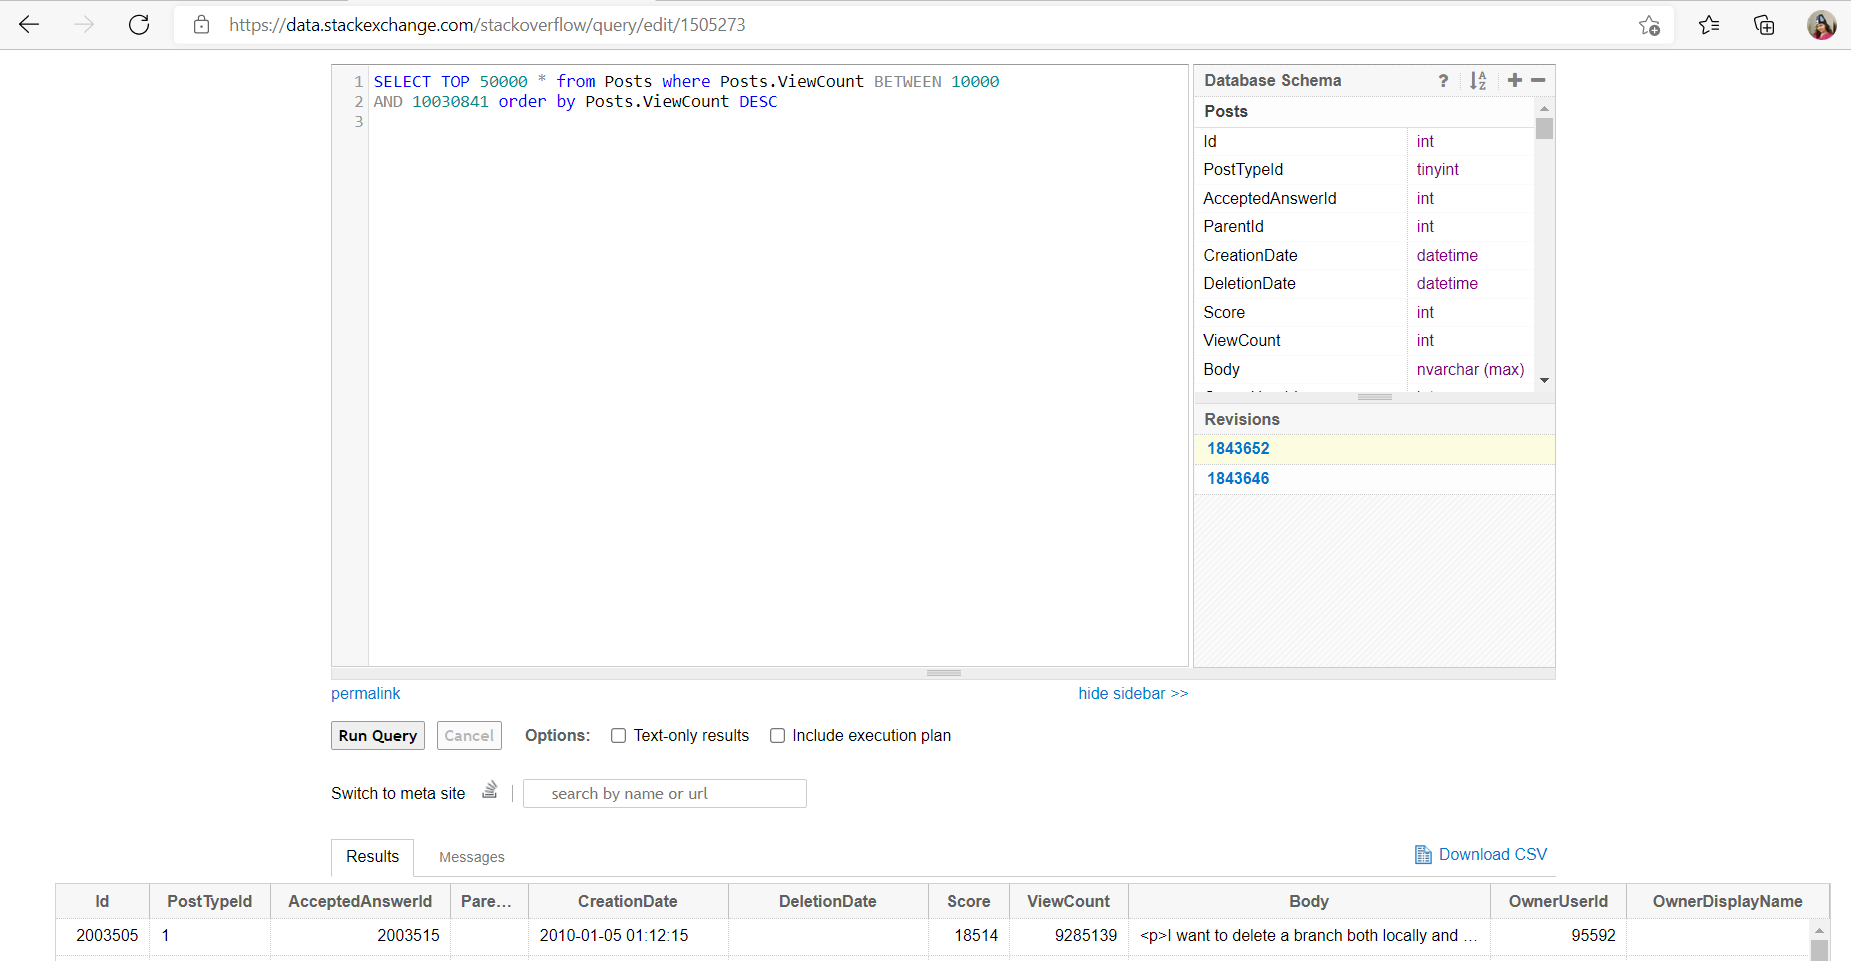 https://data.stackexchange.com/stackoverflow/query/edit/1505273
1 SELECT TOP 50000 * from Posts where Posts.ViewCount BETWEEN 10000
2 AND 10030841 order by Posts.ViewCount DESC
3
Database Schema ?
Posts
Id int
PostTypeId tinyint
AcceptedAnswerId int
ParentId int
CreationDate datetime
DeletionDate datetime
Score int
ViewCount int
Body nvarchar (max)
Revisions
1843652
1843646
permalink hide sidebar >>
Run Query Cancel Options: Text-only results Include execution plan
Switch to meta site search by name or url
Results Messages Download CSV
Id PostTypeId AcceptedAnswerId Pare... CreationDate DeletionDate Score ViewCount Body OwnerUserId OwnerDisplayName
2003505 1 2003515 2010-01-05 01:12:15 18514 9285139 <p>I want to delete a branch both locally and ... 95592